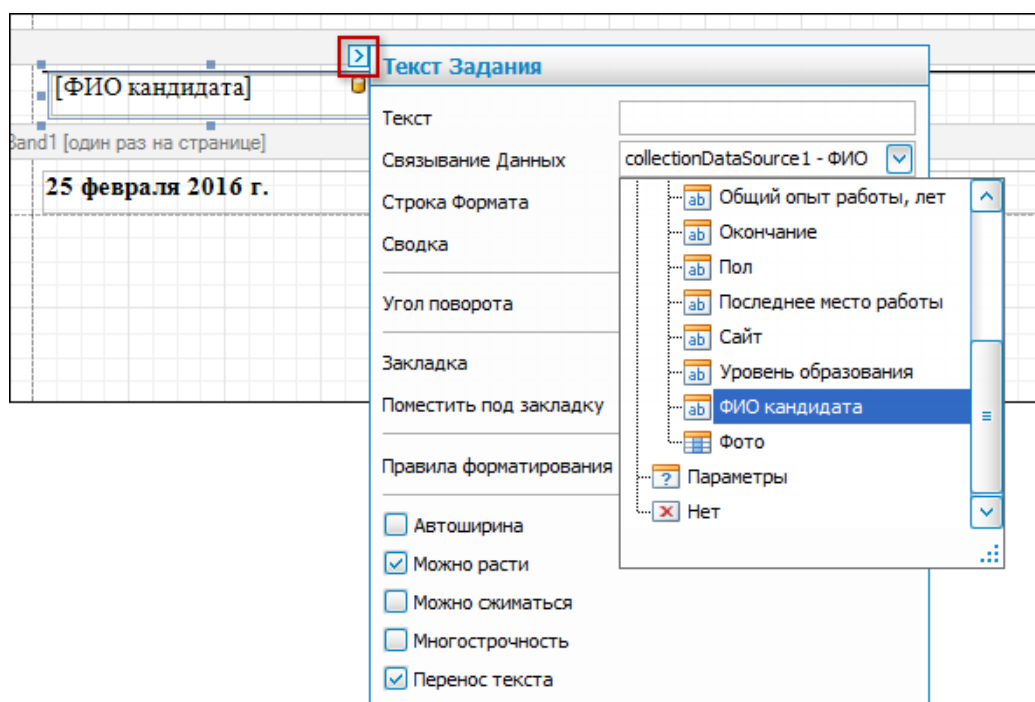 Текст Задания
[ФИО кандидата]
Текст
Band1 [один раз на странице]
Связывание Данных
collectionDataSource1 - ФИО
25 февраля 2016 г.
Строка Формата
Сводка
Угол поворота
Закладка
Поместить под закладку
Правила форматирования
Общий опыт работы, лет
Окончание
Пол
Последнее место работы
Сайт
Уровень образования
ФИО кандидата
Фото
Параметры
Нет
Автоширина
Можно расти
Можно сжиматься
Многострочность
Перенос текста